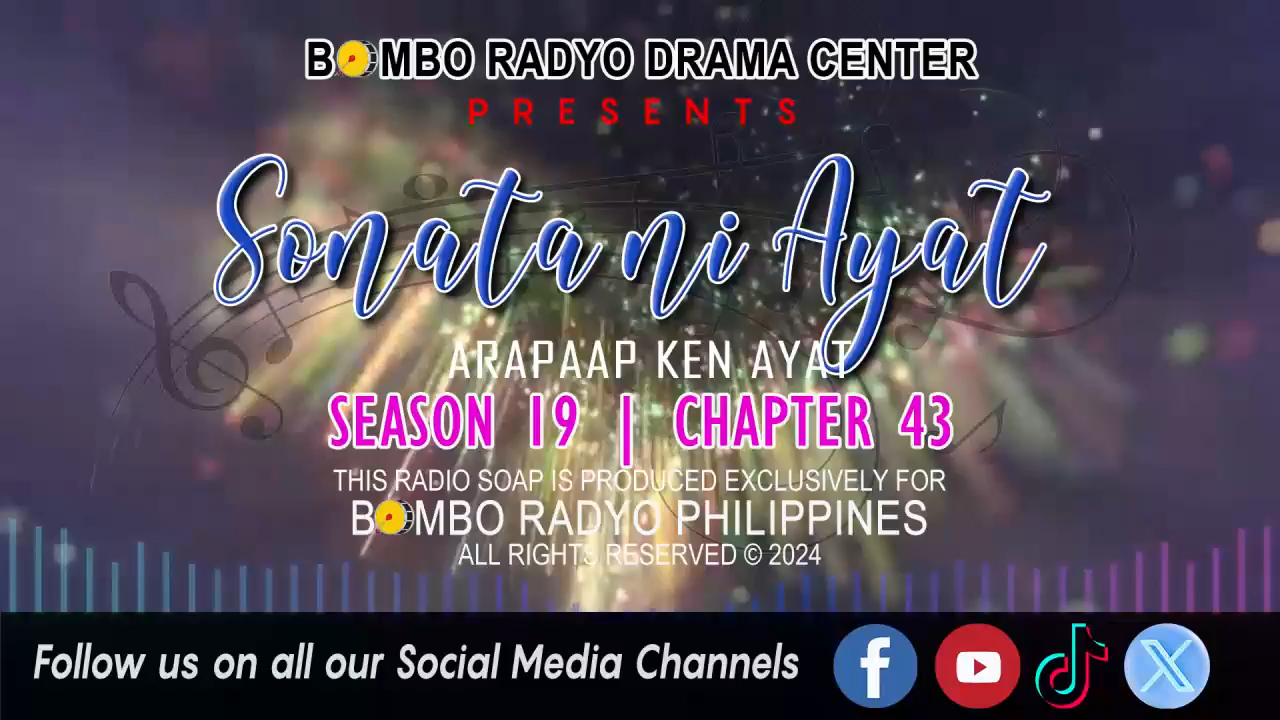 BOMBO RADYO DRAMA CENTER
PRESENTS
Sonata ni Ayat
ARAPAAP KEN AYAT
SEASON 19 | CHAPTER 43
THIS RADIO SOAP IS PRODUCED EXCLUSIVELY FOR
BOMBO RADYO PHILIPPINES
ALL RIGHTS RESERVED © 2024
Follow us on all our Social Media Channels